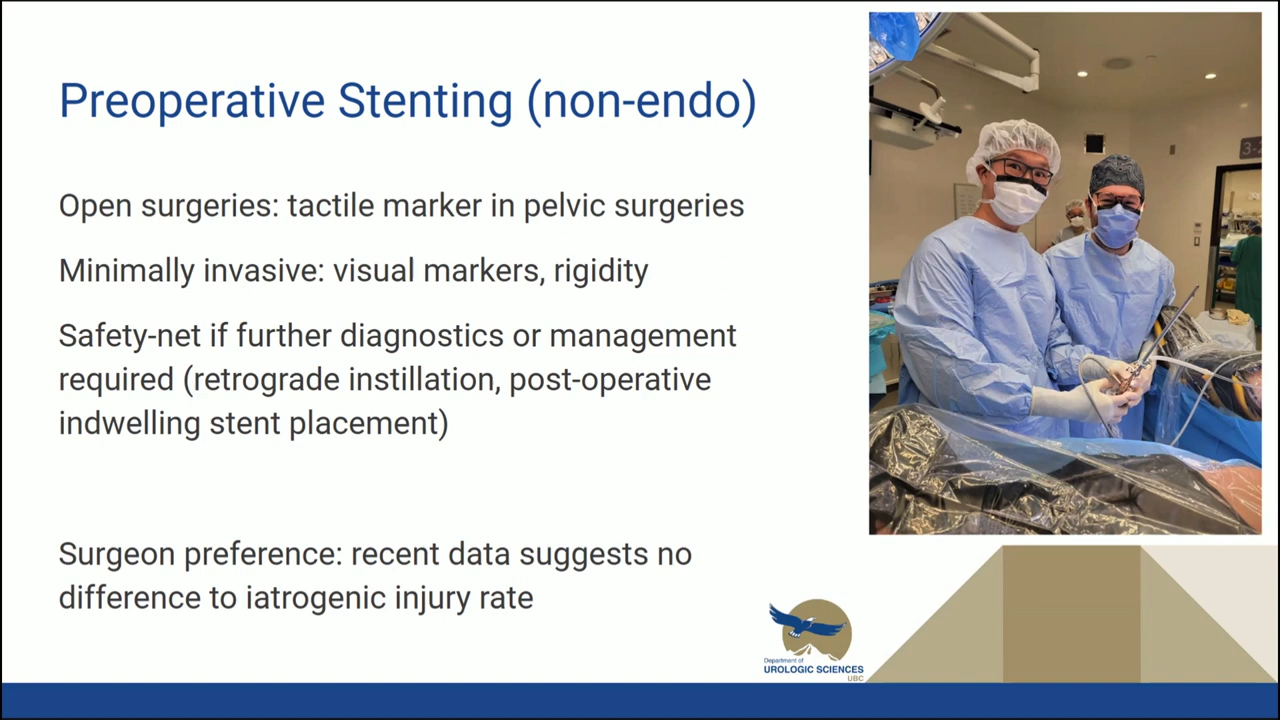 Preoperative Stenting (non-endo)
Open surgeries: tactile marker in pelvic surgeries
Minimally invasive: visual markers, rigidity
Safety-net if further diagnostics or management
required (retrograde instillation, post-operative
indwelling stent placement)
Surgeon preference: recent data suggests no
difference to iatrogenic injury rate
Department of
UROLOGIC SCIENCES
UBC